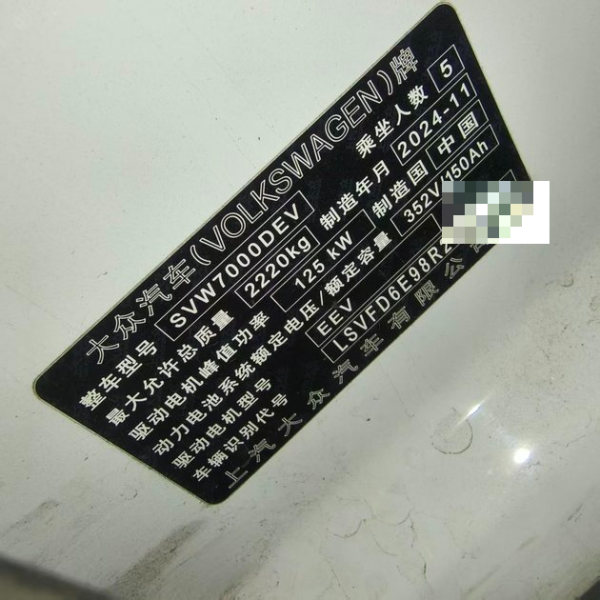 大众汽车(VOLKSWAGEN)牌
整车型号 SVW7000DEV 乘坐人数 5
最大允许总质量 2220kg 制造年月 2024-11
驱动电机峰值功率 125 kW 制造国 中国
动力电池系统额定电压/额定容量 352V/150Ah
驱动电机型号 EEV
车辆识别代号 LSVFD6E98R
上汽大众汽车有限公